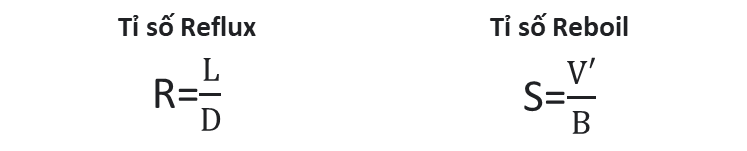 Tỉ số Reflux
R=L/D
Tỉ số Reboil
S=V′/B